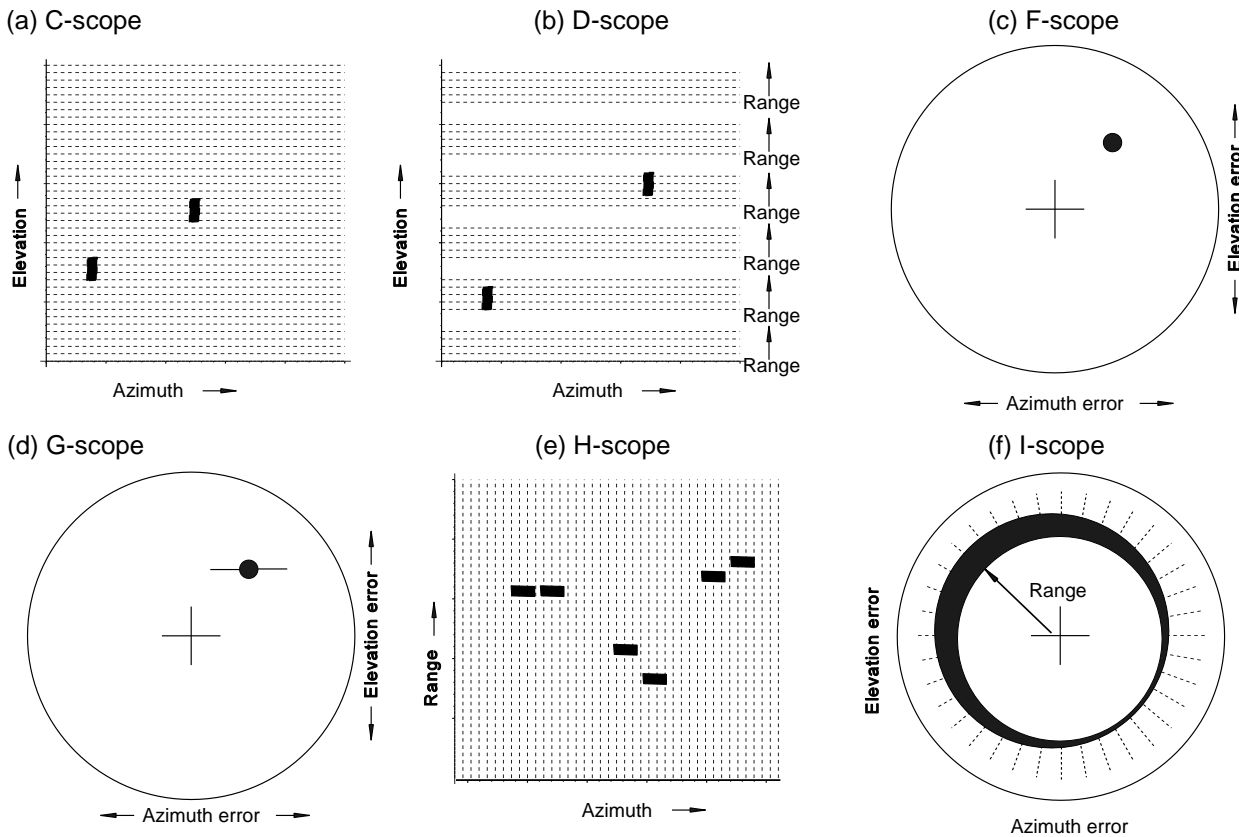 (a) C-scope
(b) D-scope
(c) F-scope
Elevation
Azimuth
Elevation
Range
Range
Range
Range
Range
Range
Azimuth
Elevation error
Azimuth error
(d) G-scope
(e) H-scope
(f) I-scope
Elevation error
Azimuth error
Range
Azimuth
Elevation error
Range
Azimuth error